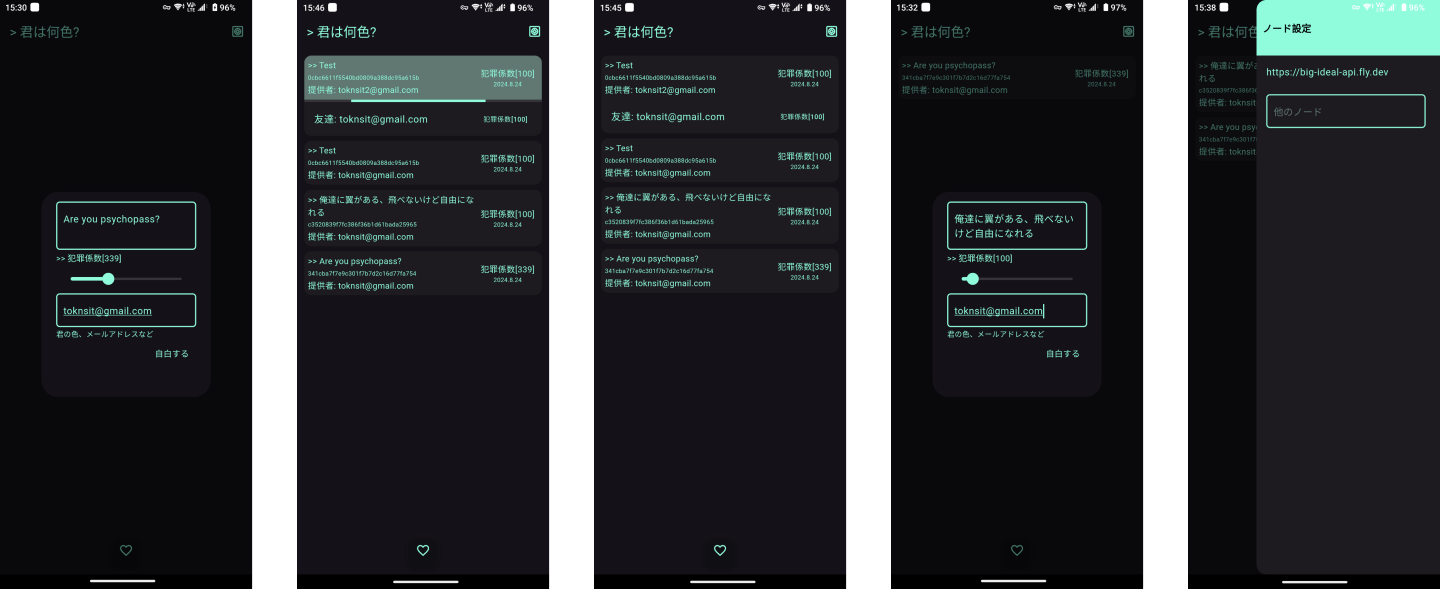 15:30
96%
> 君は何色?
Are you psychopass?
>> 犯罪係数[339]
toknsit@gmail.com
君の色、メールアドレスなど
自白する
15:46
96%
> 君は何色?
>> Test
0cbc6611f5540bd0809a388dc95a615b
提供者: toknsit2@gmail.com
犯罪係数[100]
2024.8.24
友達: toknsit@gmail.com
犯罪係数[100]
>> Test
0cbc6611f5540bd0809a388dc95a615b
提供者: toknsit@gmail.com
犯罪係数[100]
2024.8.24
>> 俺達に翼がある、飛べないけど自由にな
れる
c3520839f7fc386f36b1d61bada25965
提供者: toknsit@gmail.com
犯罪係数[100]
2024.8.24
>> Are you psychopass?
341cba7f7e9c301f7b7d2c16d77fa754
提供者: toknsit@gmail.com
犯罪係数[339]
2024.8.24
15:45
96%
> 君は何色?
>> Test
0cbc6611f5540bd0809a388dc95a615b
提供者: toknsit2@gmail.com
犯罪係数[100]
2024.8.24
友達: toknsit@gmail.com
犯罪係数[100]
>> Test
0cbc6611f5540bd0809a388dc95a615b
提供者: toknsit@gmail.com
犯罪係数[100]
2024.8.24
>> 俺達に翼がある、飛べないけど自由にな
れる
c3520839f7fc386f36b1d61bada25965
提供者: toknsit@gmail.com
犯罪係数[100]
2024.8.24
>> Are you psychopass?
341cba7f7e9c301f7b7d2c16d77fa754
提供者: toknsit@gmail.com
犯罪係数[339]
2024.8.24
15:32
97%
> 君は何色?
>> Are you psychopass?
341cba7f7e9c301f7b7d2c16d77fa754
提供者: toknsit@gmail.com
犯罪係数[339]
2024.8.24
俺達に翼がある、飛べない
けど自由になれる
>> 犯罪係数[100]
toknsit@gmail.com
君の色、メールアドレスなど
自白する
15:38
96%
> 君は何色?
>> 俺達に翼があ
れる
c3520839f7fc386f3
提供者: toknsit
>> Are you psy
341cba7f7e9c301f7
提供者: toknsit
ノード設定
https://big-ideal-api.fly.dev
他のノード